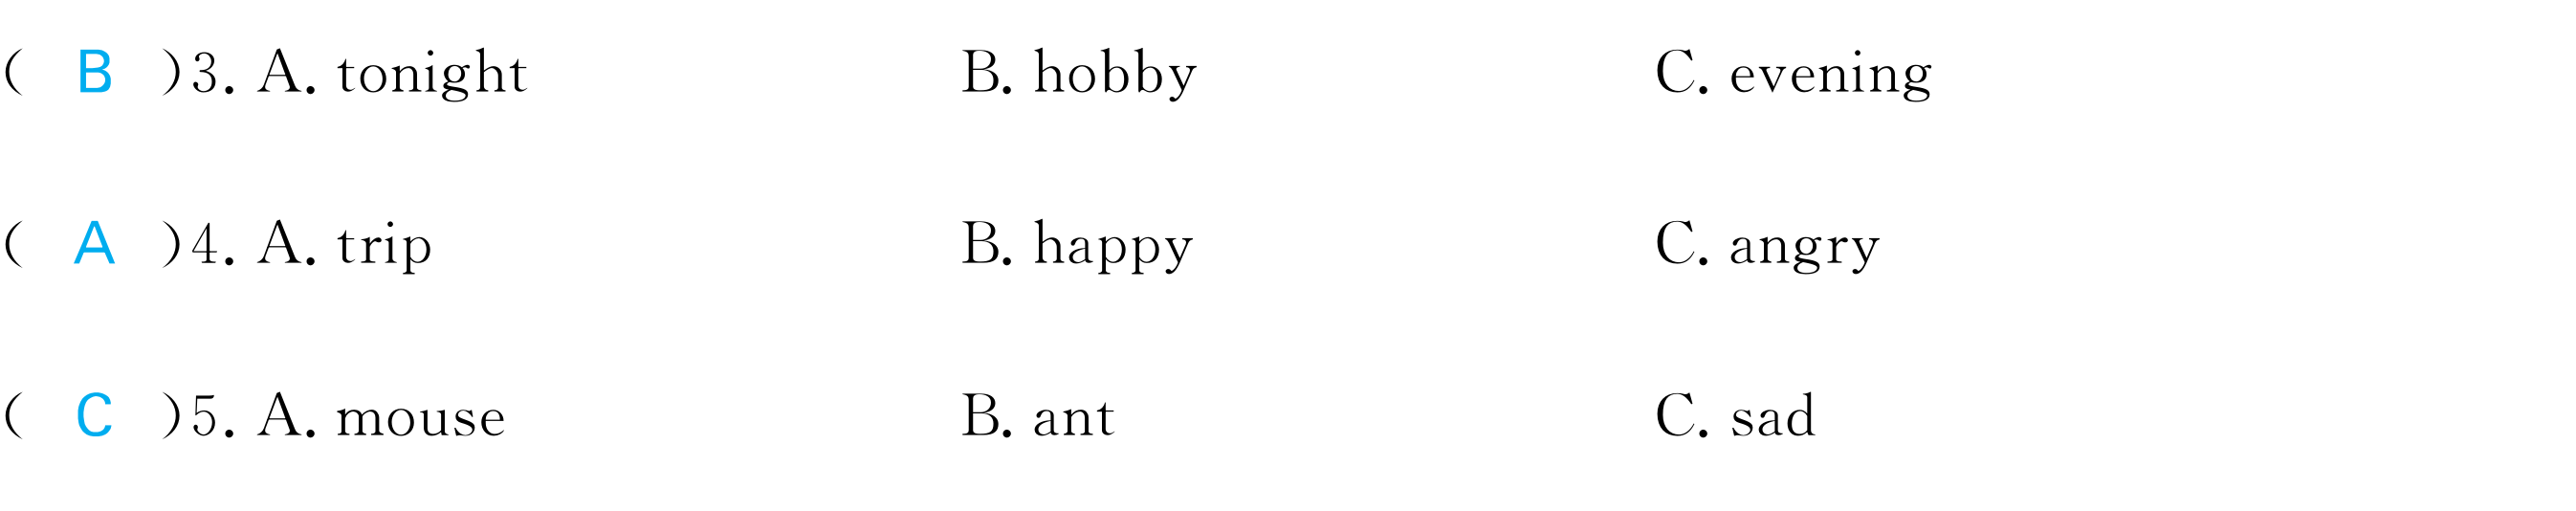 ( B )3. A. tonight B. hobby C. evening
( A )4. A. trip B. happy C. angry
( C )5. A. mouse B. ant C. sad